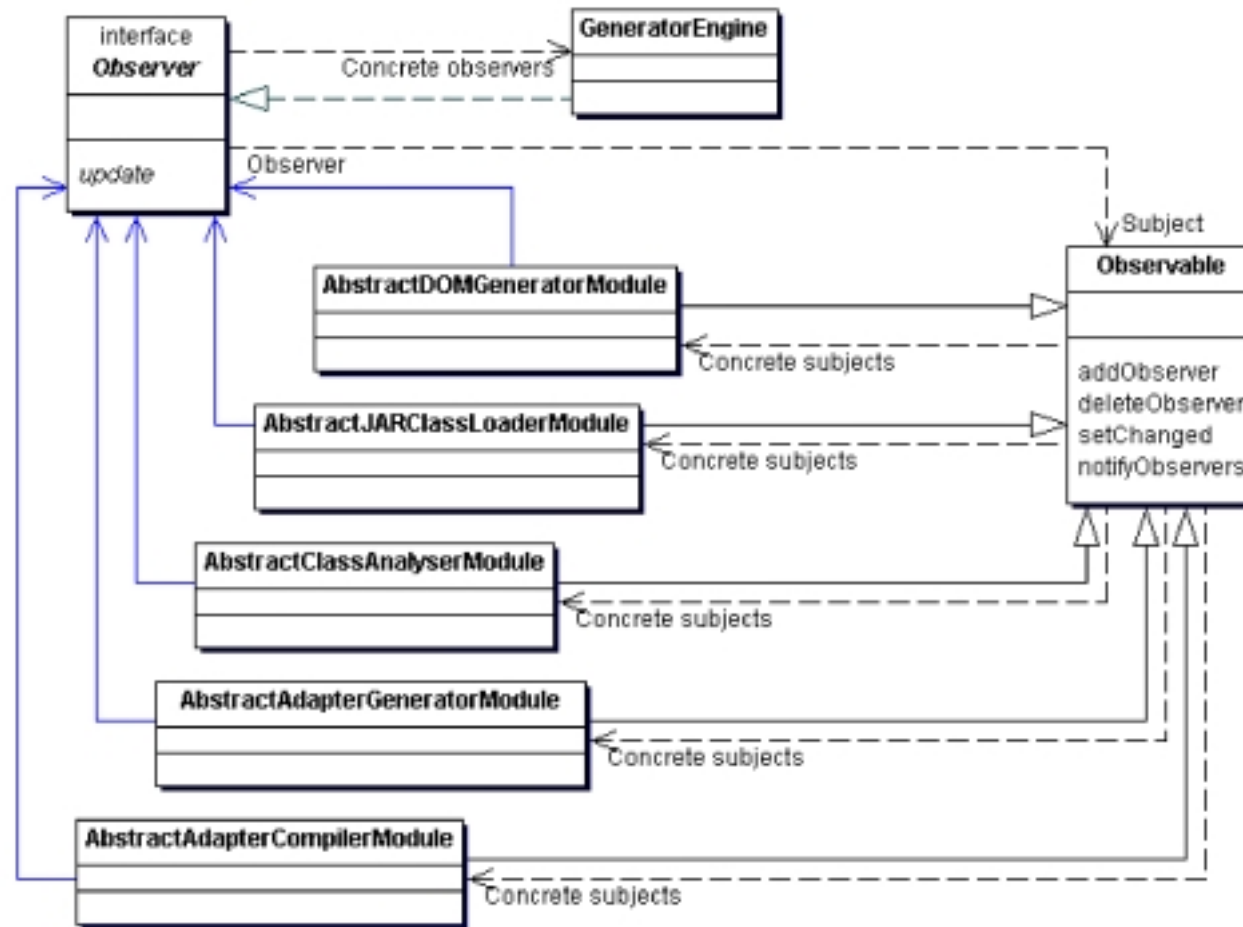 interface
Observer
update
GeneratorEngine
Concrete observers
Observer
Subject
Observable
addObserver
deleteObserver
setChanged
notifyObservers
AbstractDOMGeneratorModule
Concrete subjects
AbstractJARClassLoaderModule
Concrete subjects
AbstractClassAnalyserModule
Concrete subjects
AbstractAdapterGeneratorModule
Concrete subjects
AbstractAdapterCompilerModule
Concrete subjects